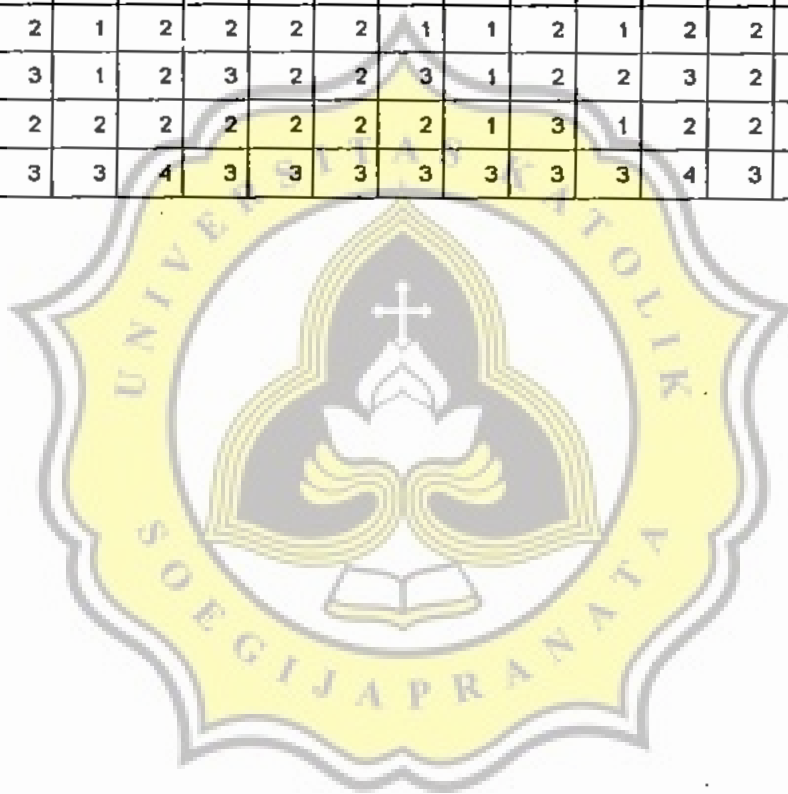 2 1 2 2 2 2 1 1 2 1 2 2
3 1 2 3 2 2 3 1 2 2 3 2
2 2 2 2 2 2 2 1 3 1 2 2
3 3 4 3 3 3 3 3 3 3 4 3
UNIVERSITAS KATOLIK
SOEGIJAPRANATA